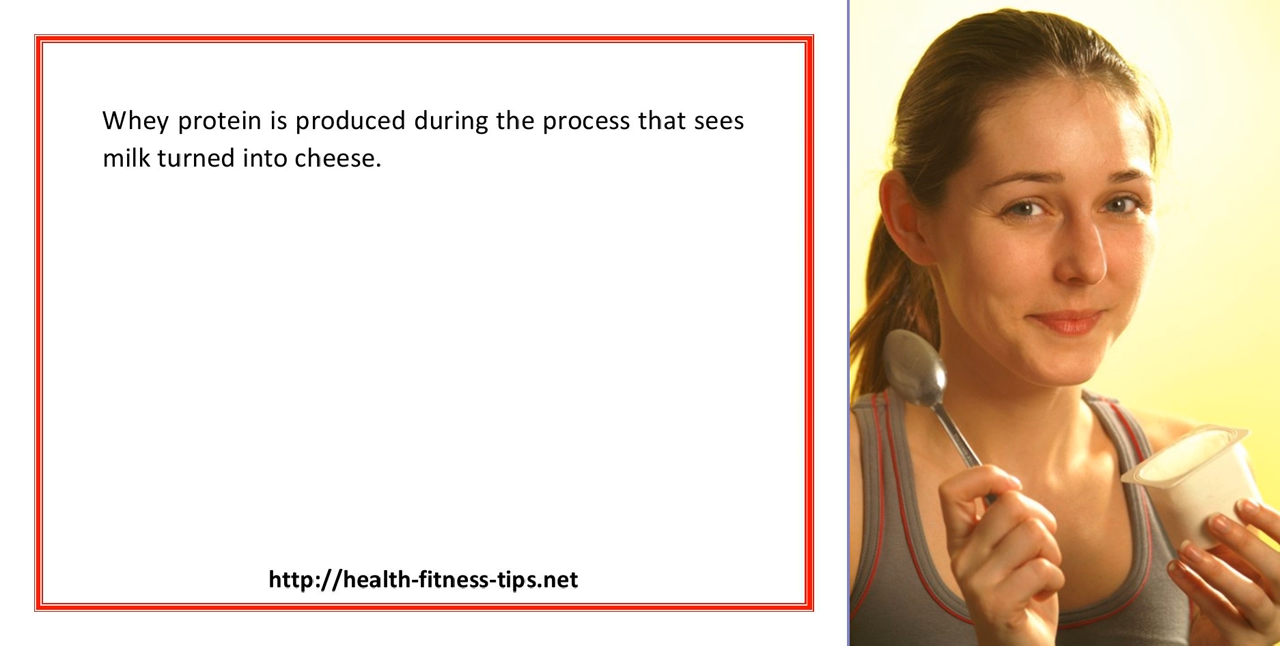 Whey protein is produced during the process that sees
milk turned into cheese.
http://health-fitness-tips.net